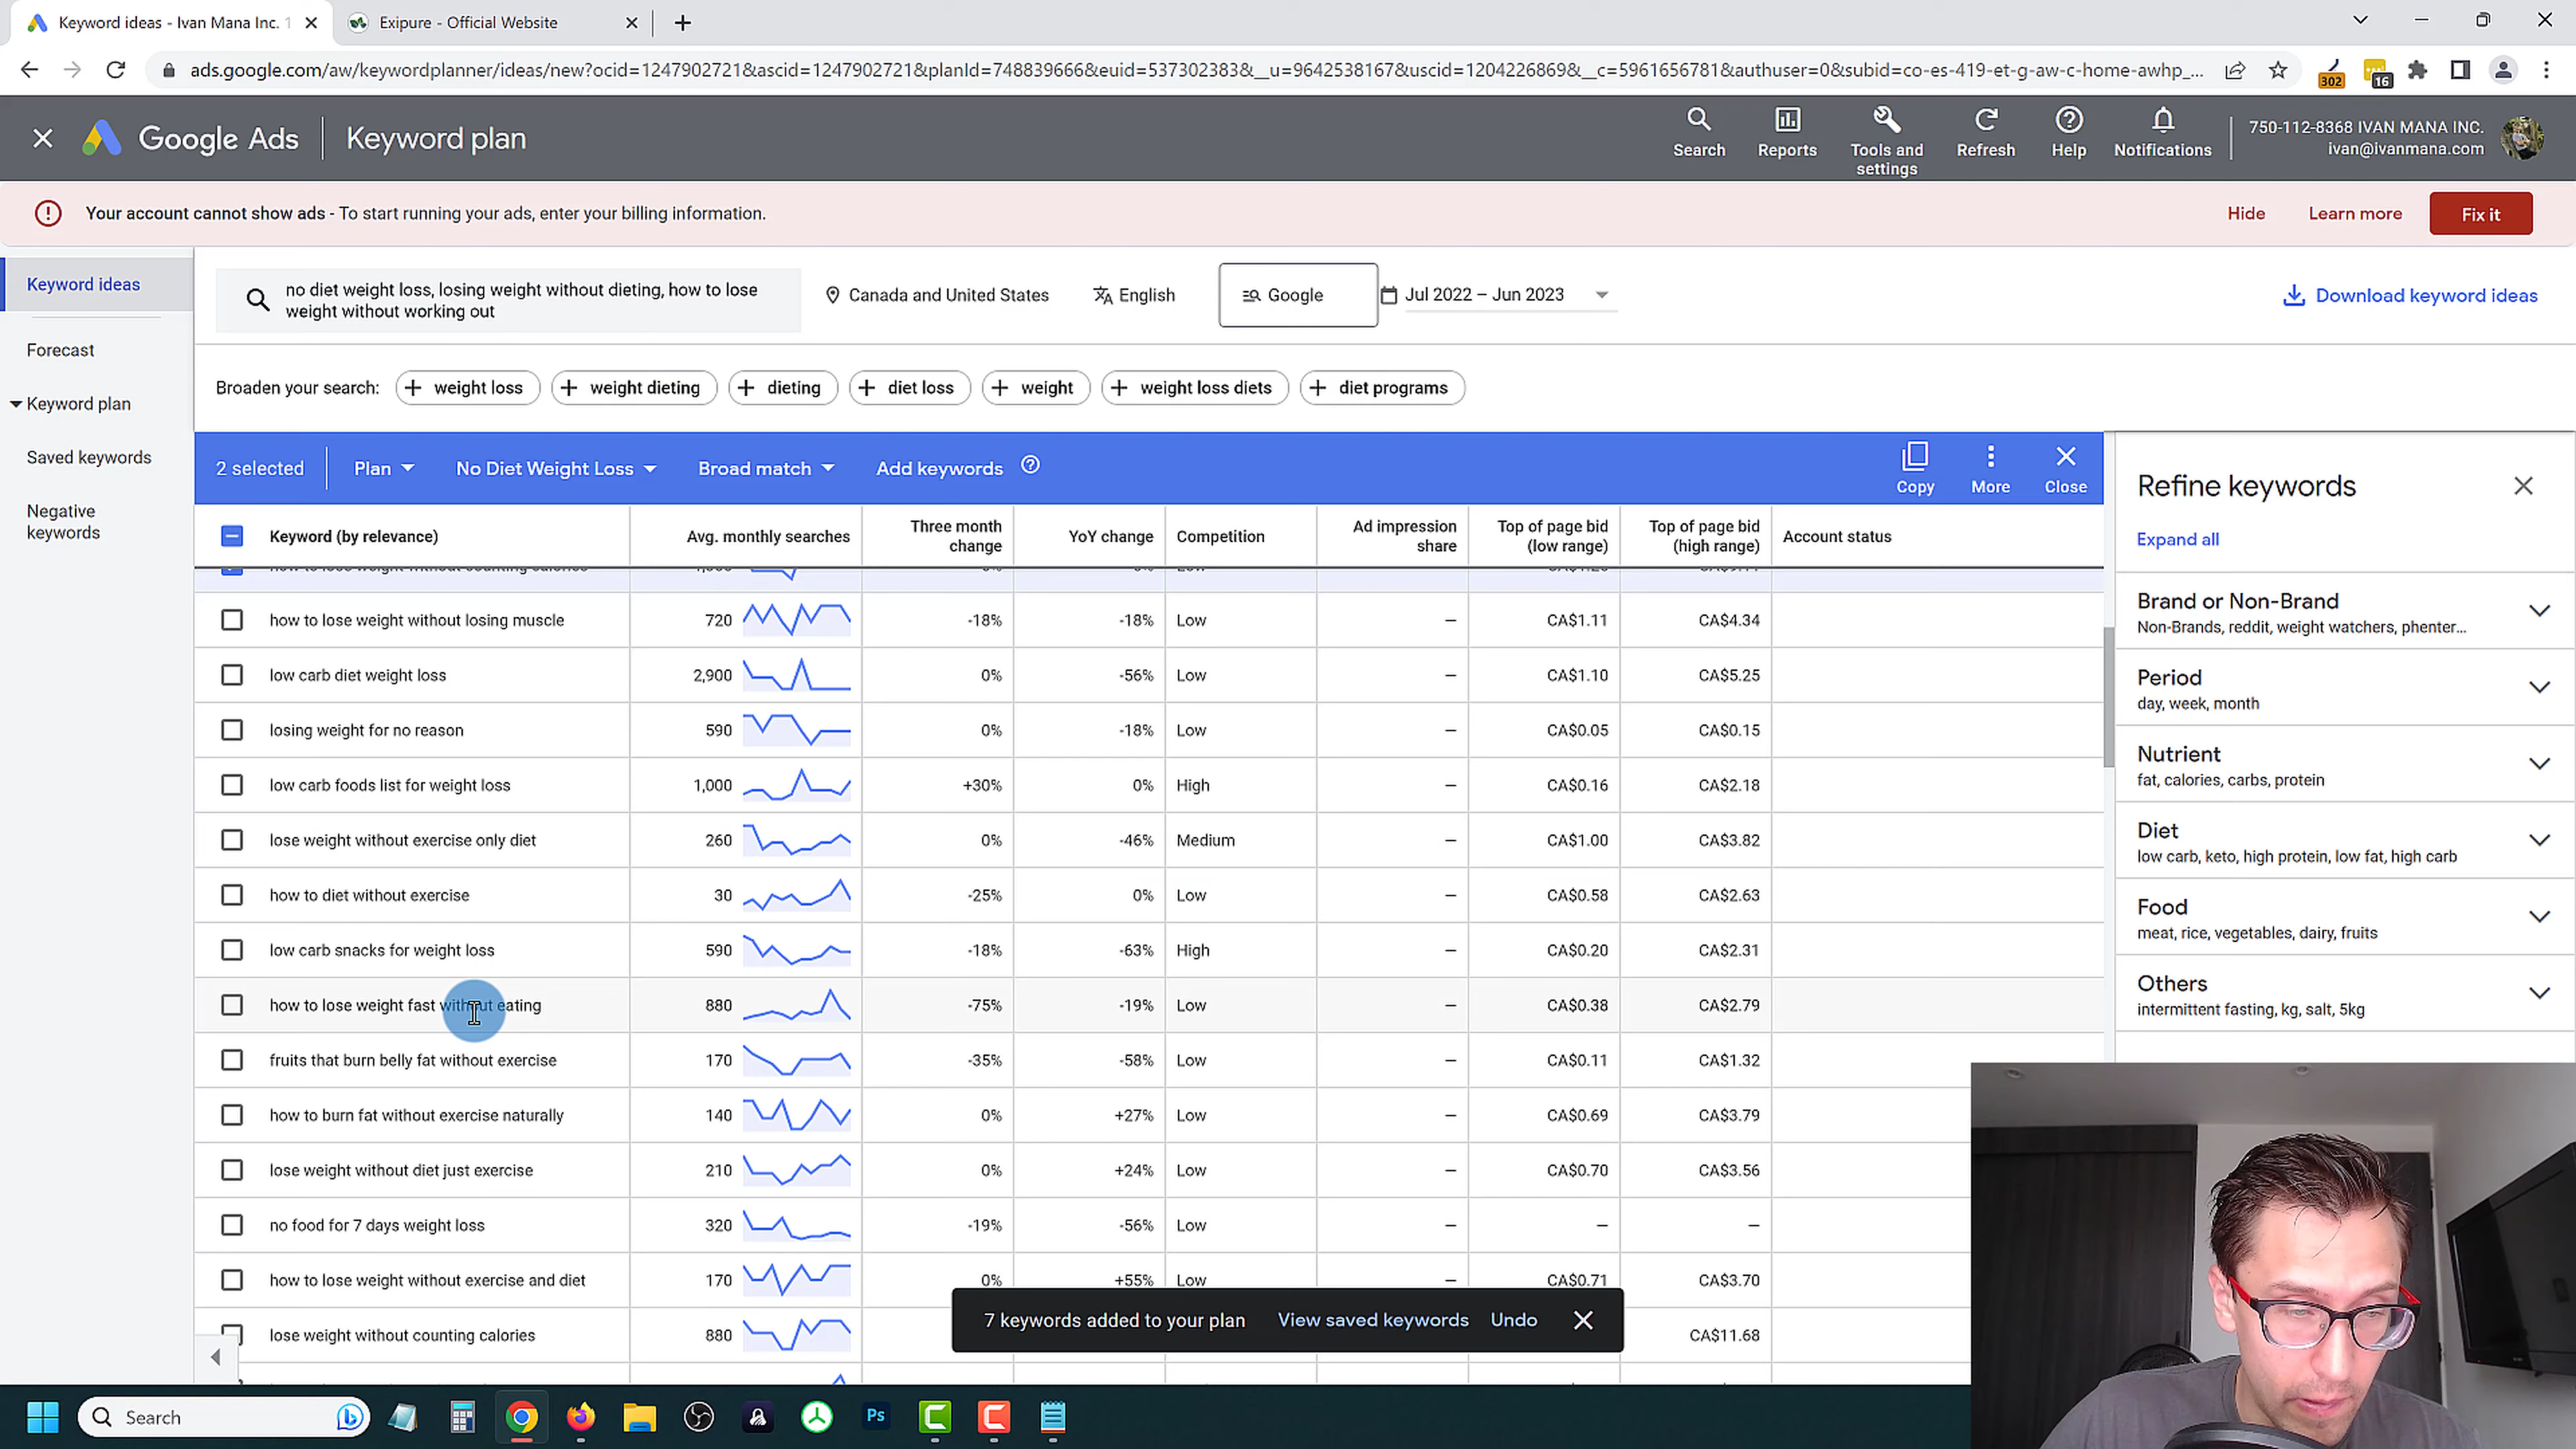 Keyword ideas - Ivan Mana Inc. 1
Exipure - Official Website
ads.google.com/aw/keywordplanner/ideas/new?ocid=1247902721&ascid=1247902721&planId=748839666&euid=537302383&__u=9642538167&uscid=1204226869&__c=5961656781&authuser=0&subid=co-es-419-et-g-aw-c-home-awhp_...
302
16
Google Ads
Keyword plan
Search
Reports
Tools and settings
Refresh
Help
Notifications
750-112-8368 IVAN MANA INC.
ivan@ivanmana.com
Your account cannot show ads - To start running your ads, enter your billing information.
Hide
Learn more
Fix it
Keyword ideas
Forecast
Keyword plan
Saved keywords
Negative
keywords
no diet weight loss, losing weight without dieting, how to lose
weight without working out
Canada and United States
English
Google
Jul 2022 – Jun 2023
Download keyword ideas
Broaden your search:
weight loss
weight dieting
dieting
diet loss
weight
weight loss diets
diet programs
2 selected
Plan
No Diet Weight Loss
Broad match
Add keywords
Copy
More
Close
Keyword (by relevance) Avg. monthly searches Three month change YoY change Competition Ad impression share Top of page bid (low range) Top of page bid (high range) Account status
how to lose weight without losing muscle 720 -18% -18% Low – CA$1.11 CA$4.34
low carb diet weight loss 2,900 0% -56% Low – CA$1.10 CA$5.25
losing weight for no reason 590 0% -18% Low – CA$0.05 CA$0.15
low carb foods list for weight loss 1,000 +30% 0% High – CA$0.16 CA$2.18
lose weight without exercise only diet 260 0% -46% Medium – CA$1.00 CA$3.82
how to diet without exercise 30 -25% 0% Low – CA$0.58 CA$2.63
low carb snacks for weight loss 590 -18% -63% High – CA$0.20 CA$2.31
how to lose weight fast without eating 880 -75% -19% Low – CA$0.38 CA$2.79
fruits that burn belly fat without exercise 170 -35% -58% Low – CA$0.11 CA$1.32
how to burn fat without exercise naturally 140 0% +27% Low – CA$0.69 CA$3.79
lose weight without diet just exercise 210 0% +24% Low – CA$0.70 CA$3.56
no food for 7 days weight loss 320 -19% -56% Low – – –
how to lose weight without exercise and diet 170 0% +55% Low – CA$0.71 CA$3.70
lose weight without counting calories 880 CA$11.68
7 keywords added to your plan
View saved keywords
Undo
Refine keywords
Expand all
Brand or Non-Brand
Non-Brands, reddit, weight watchers, phenter...
Period
day, week, month
Nutrient
fat, calories, carbs, protein
Diet
low carb, keto, high protein, low fat, high carb
Food
meat, rice, vegetables, dairy, fruits
Others
intermittent fasting, kg, salt, 5kg
Search
Ps